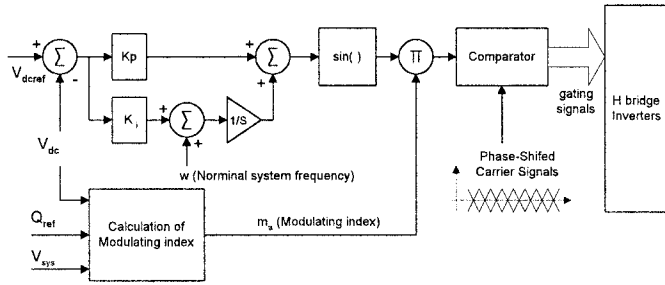 +
Σ
-
V dcref
Kp
+
Σ
+
sin( )
Π
Comparator
gating
signals
H bridge
Inverters
K i
+
Σ
+
1/S
V dc
w (Norminal system frequency)
Phase-Shifed
Carrier Signals
Q ref
V sys
Calculation of
Modulating index
m a (Modulating index)